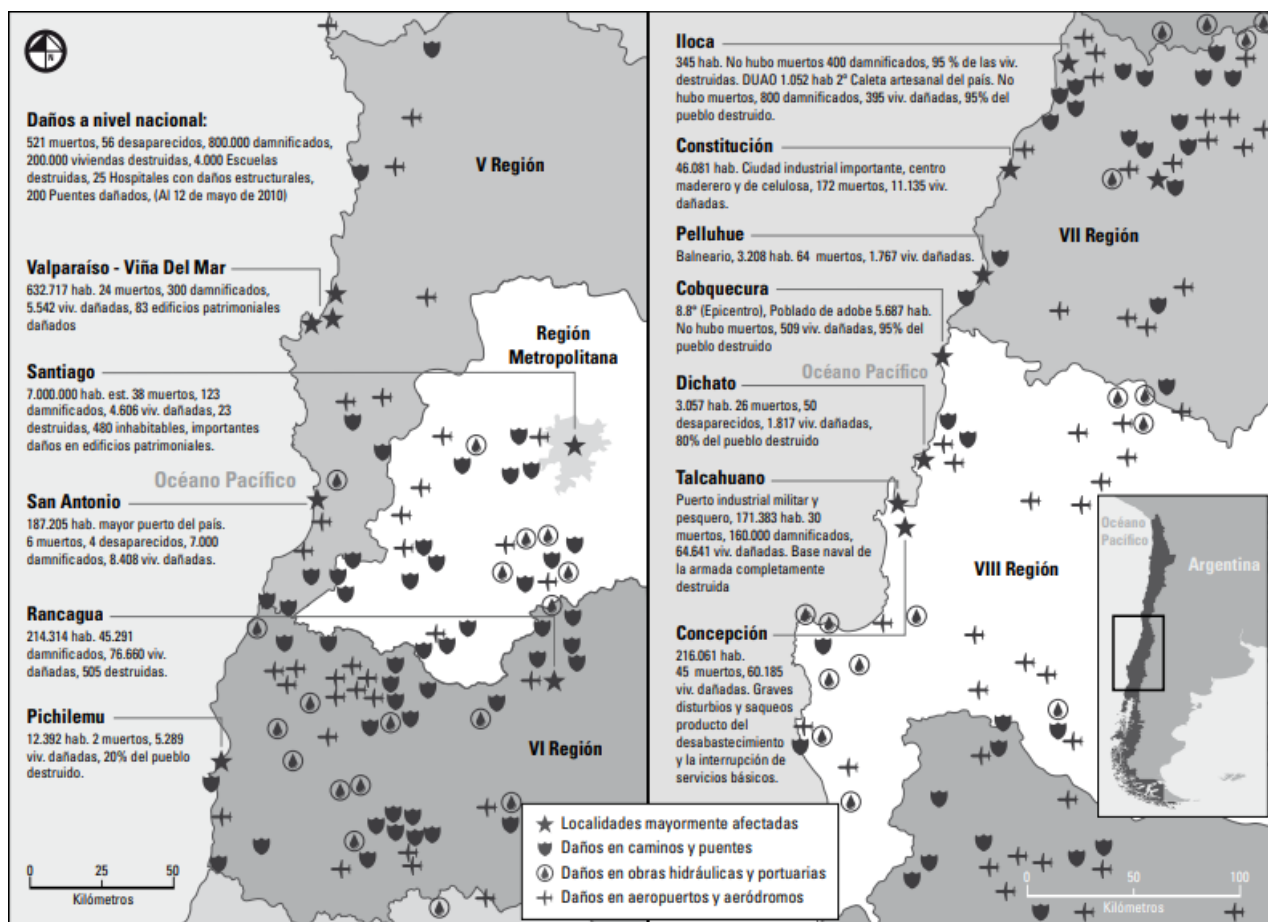 N
Daños a nivel nacional:
521 muertos, 56 desaparecidos, 800.000 damnificados,
200.000 viviendas destruidas, 4.000 Escuelas
destruidas, 25 Hospitales con daños estructurales,
200 Puentes dañados, (Al 12 de mayo de 2010)
V Región
Valparaíso - Viña Del Mar
632.717 hab. 24 muertos, 300 damnificados,
5.542 viv. dañadas, 83 edificios patrimoniales
dañados
Región
Metropolitana
Santiago
7.000.000 hab. est. 38 muertos, 123
damnificados, 4.606 viv. dañadas, 23
destruidas, 480 inhabitables, importantes
daños en edificios patrimoniales.
Océano Pacífico
San Antonio
187.205 hab. mayor puerto del país.
6 muertos, 4 desaparecidos, 7.000
damnificados, 8.408 viv. dañadas.
Rancagua
214.314 hab. 45.291
damnificados, 76.660 viv.
dañadas, 505 destruidas.
Pichilemu
12.392 hab. 2 muertos, 5.289
viv. dañadas, 20% del pueblo
destruido.
VI Región
0 25 50
Kilómetros
Iloca
345 hab. No hubo muertos 400 damnificados, 95 % de las viv.
destruidas. DUAO 1.052 hab 2º Caleta artesanal del país. No
hubo muertos, 800 damnificados, 395 viv. dañadas, 95% del
pueblo destruido.
Constitución
46.081 hab. Ciudad industrial importante, centro
maderero y de celulosa, 172 muertos, 11.135 viv.
dañadas.
VII Región
Pelluhue
Balneario, 3.208 hab. 64 muertos, 1.767 viv. dañadas.
Cobquecura
8.8º (Epicentro), Poblado de adobe 5.687 hab.
No hubo muertos, 509 viv. dañadas, 95% del
pueblo destruido
Océano Pacífico
Dichato
3.057 hab. 26 muertos, 50
desaparecidos, 1.817 viv. dañadas,
80% del pueblo destruido
Talcahuano
Puerto industrial militar y
pesquero, 171.383 hab. 30
muertos, 160.000 damnificados,
64.641 viv. dañadas. Base naval de
la armada completamente
destruida
VIII Región
Concepción
216.061 hab.
45 muertos, 60.185
viv. dañadas. Graves
disturbios y saqueos
producto del
desabastecimiento
y la interrupción de
servicios básicos.
Océano
Pacífico
Argentina
Localidades mayormente afectadas
Daños en caminos y puentes
Daños en obras hidráulicas y portuarias
Daños en aeropuertos y aeródromos
0 50 100
Kilómetros